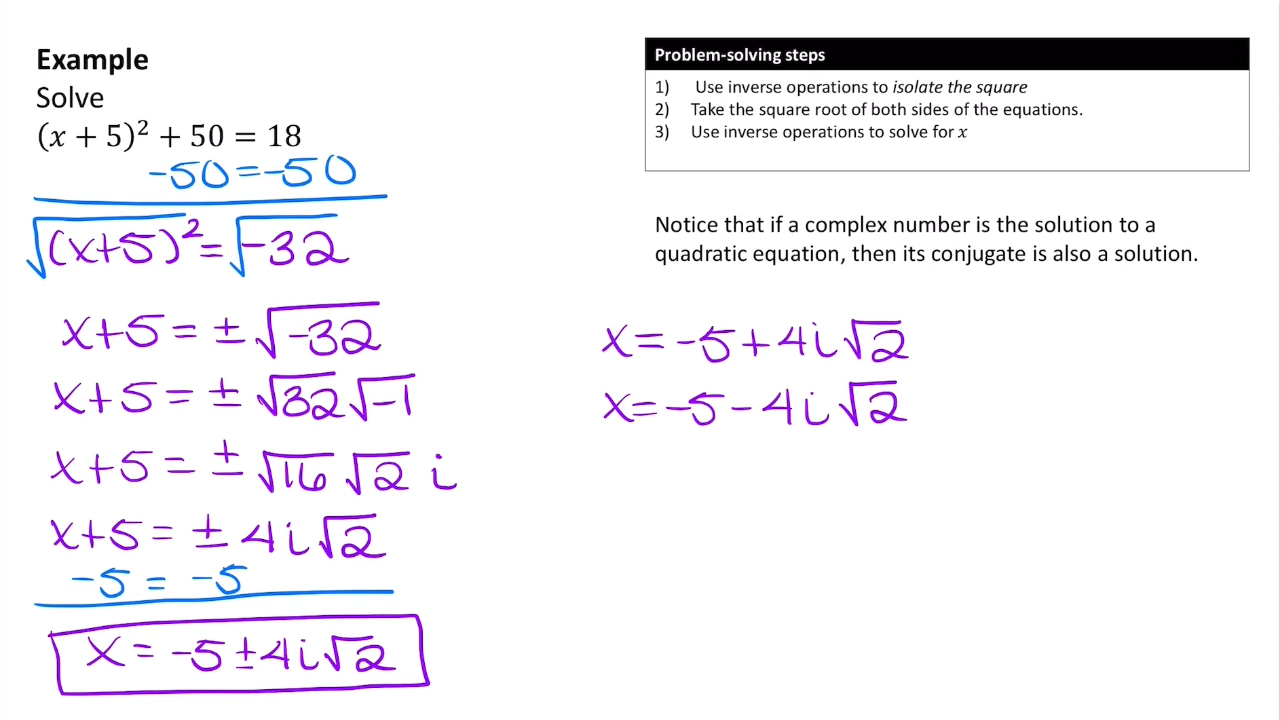 Example
Solve
(x + 5)² + 50 = 18
-50 = -50
√(x+5)² = √-32
x+5 = ± √-32
x+5 = ± √32 √-1
x+5 = ± √16 √2 i
x+5 = ± 4i√2
-5 = -5
x = -5 ± 4i√2
Problem-solving steps
1) Use inverse operations to isolate the square
2) Take the square root of both sides of the equations.
3) Use inverse operations to solve for x
Notice that if a complex number is the solution to a
quadratic equation, then its conjugate is also a solution.
x = -5 + 4i√2
x = -5 - 4i√2